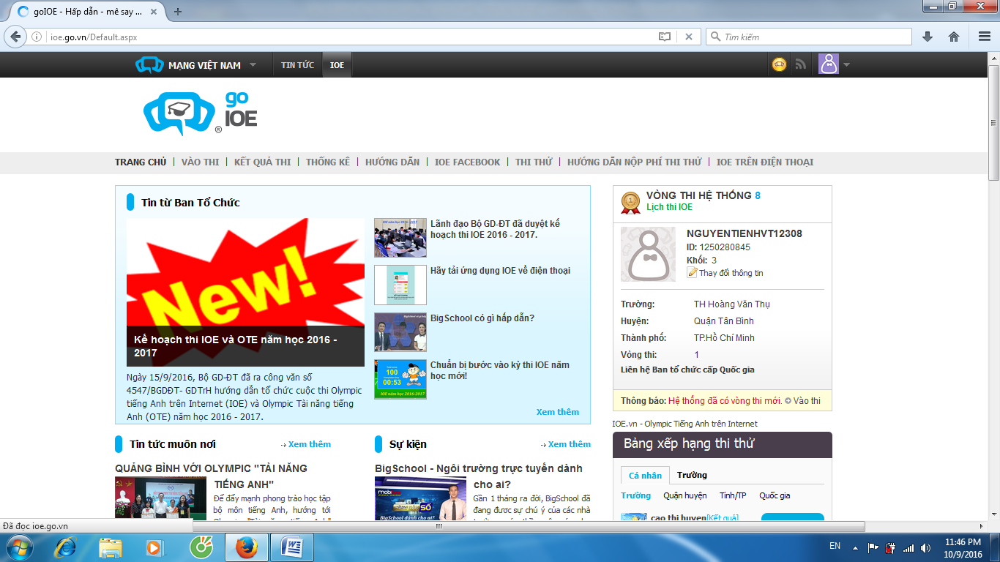 goIOE - Hấp dẫn - mê say ...
ioe.go.vn/Default.aspx
Tìm kiếm
MẠNG VIỆT NAM
TIN TỨC
IOE
go
IOE
TRANG CHỦ | VÀO THI | KẾT QUẢ THI | THỐNG KÊ | HƯỚNG DẪN | IOE FACEBOOK | THI THỬ | HƯỚNG DẪN NỘP PHÍ THI THỬ | IOE TRÊN ĐIỆN THOẠI
Tin từ Ban Tổ Chức
New!
Kế hoạch thi IOE và OTE năm học 2016 -
2017
Ngày 15/9/2016, Bộ GD-ĐT đã ra công văn số
4547/BGDĐT- GDTrH hướng dẫn tổ chức cuộc thi Olympic
tiếng Anh trên Internet (IOE) và Olympic Tài năng tiếng
Anh (OTE) năm học 2016 - 2017.
Lãnh đạo Bộ GD-ĐT đã duyệt kế
hoạch thi IOE 2016 - 2017.
Hãy tải ứng dụng IOE về điện thoại
BigSchool có gì hấp dẫn?
100
00:53
IOE năm học 2016-2017
Chuẩn bị bước vào kỳ thi IOE năm
học mới!
Xem thêm
VÒNG THI HỆ THỐNG 8
Lịch thi IOE
NGUYENTIENHVT12308
ID: 1250280845
Khối: 3
Thay đổi thông tin
Trường: TH Hoàng Văn Thụ
Huyện: Quận Tân Bình
Thành phố: TP.Hồ Chí Minh
Vòng thi: 1
Liên hệ Ban tổ chức cấp Quốc gia
Thông báo: Hệ thống đã có vòng thi mới. Vào thi
IOE.vn - Olympic Tiếng Anh trên Internet
Bảng xếp hạng thi thử
Cá nhân
Trường
Trường Quận huyện Tỉnh/TP Quốc gia
cao thi huyen[Kết quả]
Tin tức muôn nơi
Xem thêm
QUẢNG BÌNH VỚI OLYMPIC "TÀI NĂNG
TIẾNG ANH"
Để đẩy mạnh phong trào học tập
bộ môn tiếng Anh, hướng tới
Sự kiện
Xem thêm
BigSchool - Ngôi trường trực tuyến dành
cho ai?
Gần 1 tháng ra đời, BigSchool đã
đang được sự chú ý của các nhà
BigSchool dành cho ai?
Đã đọc ioe.go.vn
EN
11:46 PM
10/9/2016